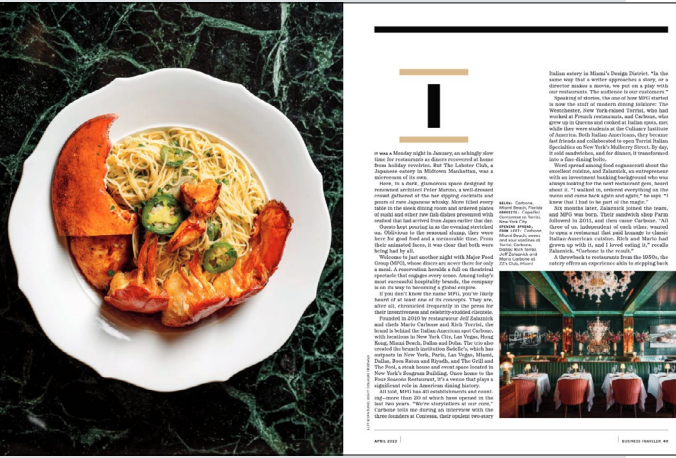 I
IT WAS a Monday night in January, an achingly slow
time for restaurants as diners recovered at home
from holiday revelries. But The Lobster Club, a
Japanese eatery in Midtown Manhattan, was a
microcosm of its own.
Here, in a dark, glamorous space designed by
renowned architect Peter Marino, a well-dressed
crowd gathered at the bar sipping cocktails and
pours of rare Japanese whisky. More filled every
table in the sleek dining room and ordered plates
of sushi and other raw fish dishes presented with
seafood that had arrived from Japan earlier that day.
Guests kept pouring in as the evening stretched
on. Oblivious to the seasonal slump, they were
here for good food and a memorable time. From
their animated faces, it was clear that both were
being had by all.
Welcome to just another night with Major Food
Group (MFG), whose diners are never there for only
a meal. A reservation heralds a full on theatrical
spectacle that engages every sense. Among today's
most successful hospitality brands, the company
is on its way to becoming a global empire.
If you don't know the name MFG, you've likely
heard of at least one of its concepts. They are,
after all, chronicled frequently in the press for
their inventiveness and celebrity-studded clientele.
Founded in 2010 by restaurateur Jeff Zalaznick
and chefs Mario Carbone and Rich Torrisi, the
brand is behind the Italian American spot Carbone,
with locations in New York City, Las Vegas, Hong
Kong, Miami Beach, Dallas and Doha. The trio also
created the brunch institution Sadelle's, which has
outposts in New York, Paris, Las Vegas, Miami,
Dallas, Boca Raton and Riyadh, and The Grill and
The Pool, a steak house and event space located in
New York's Seagram Building. Once home to the
Four Seasons Restaurant, it's a venue that plays a
significant role in American dining history.
All told, MFG has 40 establishments and count-
ing—more than 20 of which have opened in the
last two years. "We're storytellers at our core,"
Carbone tells me during an interview with the
three founders at Contessa, their opulent two-story
BELOW: Carbone,
Miami Beach, Florida
OPPOSITE: Capellini
Torrisi,
New York City
Italian eatery in Miami's Design District. "In the
same way that a writer approaches a story, or a
director makes a movie, we put on a play with
our restaurants. The audience is our customers."
Speaking of stories, the one of how MFG started
is now the stuff of modern dining folklore: The
Westchester, New York-raised Torrisi, who had
worked at French restaurants, and Carbone, who
grew up in Queens and cooked at Italian spots, met
while they were students at the Culinary Institute
of America. Both Italian Americans, they became
fast friends and collaborated to open Torrisi Italian
Specialties on New York's Mulberry Street. By day,
it sold sandwiches, and for dinner, it transformed
into a fine-dining boîte.
Word spread among food cognoscenti about the
excellent cuisine, and Zalaznick, an entrepreneur
with an investment banking background who was
always looking for the next restaurant gem, heard
about it. "I walked in, ordered everything on the
menu and came back again and again," he says. "I
knew that I had to be part of the magic."
Six months later, Zalaznick joined the team,
and MFG was born. Their sandwich shop Parm
followed in 2011, and then came Carbone. "All
three of us, independent of each other, wanted
to open a restaurant that paid homage to classic
Italian-American cuisine. Rich and Mario had
grown up with it, and I loved eating it," recalls
Zalaznick. "Carbone is the result."
A throwback to restaurants from the 1950s, the
eatery offers an experience akin to stepping back
APRIL 2023
BUSINESS TRAVELER